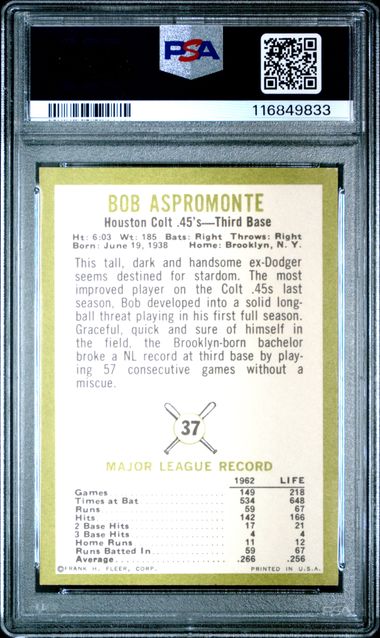 PSA
116849833
BOB ASPROMONTE
Houston Colt .45's—Third Base
Ht: 6:03 Wt: 185 Bats: Right Throws: Right
Born: June 19, 1938 Home: Brooklyn, N. Y.
This tall, dark and handsome ex-Dodger
seems destined for stardom. The most
improved player on the Colt .45s last
season, Bob developed into a solid long-
ball threat playing in his first full season.
Graceful, quick and sure of himself in
the field, the Brooklyn-born bachelor
broke a NL record at third base by play-
ing 57 consecutive games without a
miscue.
37
MAJOR LEAGUE RECORD
1962 LIFE
Games 149 218
Times at Bat 534 648
Runs 59 67
Hits 142 166
2 Base Hits 17 21
3 Base Hits 4 4
Home Runs 11 12
Runs Batted In 59 67
Average .266 .256
©FRANK H. FLEER, CORP. PRINTED IN U.S.A.
PSA